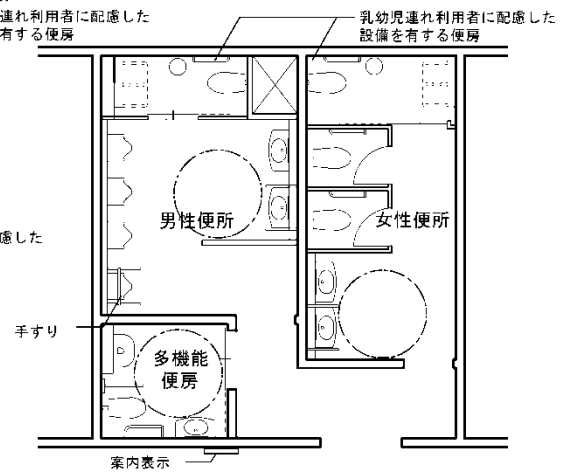 連れ利用者に配慮した
有する便房
乳幼児連れ利用者に配慮した
設備を有する便房
男性便所
女性便所
慮した
手すり
多機能
便房
案内表示